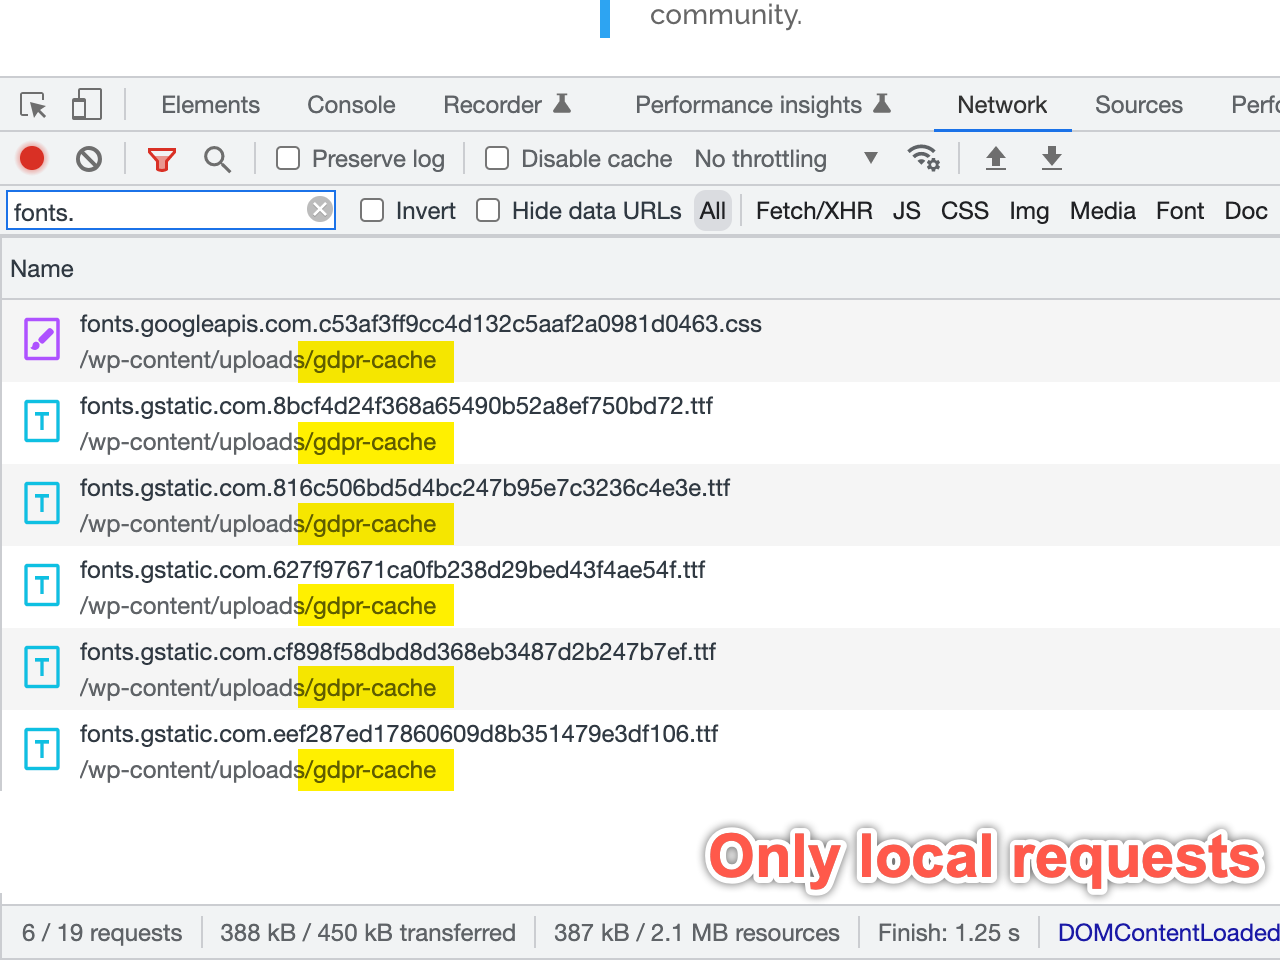 community.
Elements Console Recorder Performance insights Network Sources Perfo
Preserve log Disable cache No throttling
fonts. Invert Hide data URLs All Fetch/XHR JS CSS Img Media Font Doc
Name
fonts.googleapis.com.c53af3ff9cc4d132c5aaf2a0981d0463.css
/wp-content/uploads/gdpr-cache
T
fonts.gstatic.com.8bcf4d24f368a65490b52a8ef750bd72.ttf
/wp-content/uploads/gdpr-cache
T
fonts.gstatic.com.816c506bd5d4bc247b95e7c3236c4e3e.ttf
/wp-content/uploads/gdpr-cache
T
fonts.gstatic.com.627f97671ca0fb238d29bed43f4ae54f.ttf
/wp-content/uploads/gdpr-cache
T
fonts.gstatic.com.cf898f58dbd8d368eb3487d2b247b7ef.ttf
/wp-content/uploads/gdpr-cache
T
fonts.gstatic.com.eef287ed17860609d8b351479e3df106.ttf
/wp-content/uploads/gdpr-cache
Only local requests
6 / 19 requests 388 kB / 450 kB transferred 387 kB / 2.1 MB resources Finish: 1.25 s DOMContentLoaded